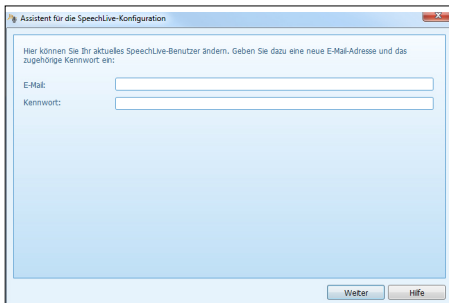 Assistent für die SpeechLive-Konfiguration
Hier können Sie Ihr aktuelles SpeechLive-Benutzer ändern. Geben Sie dazu eine neue E-Mail-Adresse und das
zugehörige Kennwort ein:
E-Mail:
Kennwort:
Weiter Hilfe